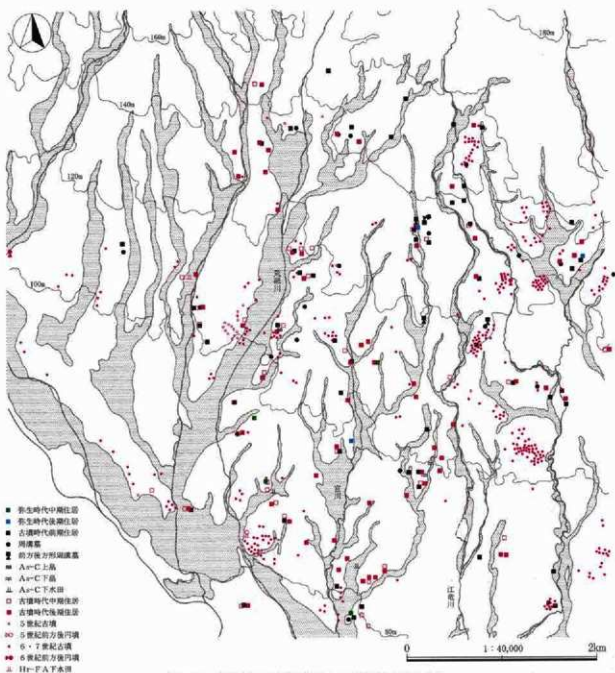 160m
180m
140m
120m
100m
荒砥川
江竜川
80m
弥生時代中期住居
弥生時代後期住居
古墳時代前期住居
周溝墓
前方後方形周溝墓
As-C上畠
As-C下畠
As-C下水田
古墳時代中期住居
古墳時代後期住居
5世紀古墳
5世紀前方後円墳
6・7世紀古墳
6世紀前方後円墳
Hr-FA下水田
0 1:40,000 2km